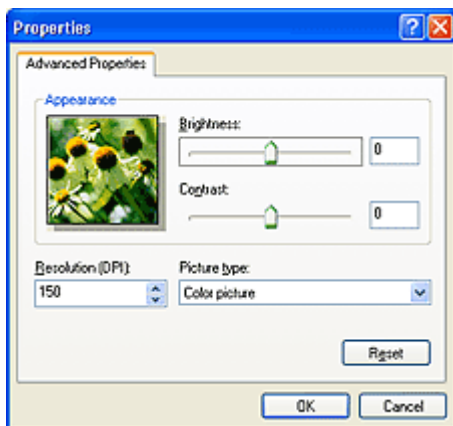 Properties
Advanced Properties
Appearance
Brightness:
0
Contrast:
0
Resolution (DPI):
150
Picture type:
Color picture
Reset
OK
Cancel